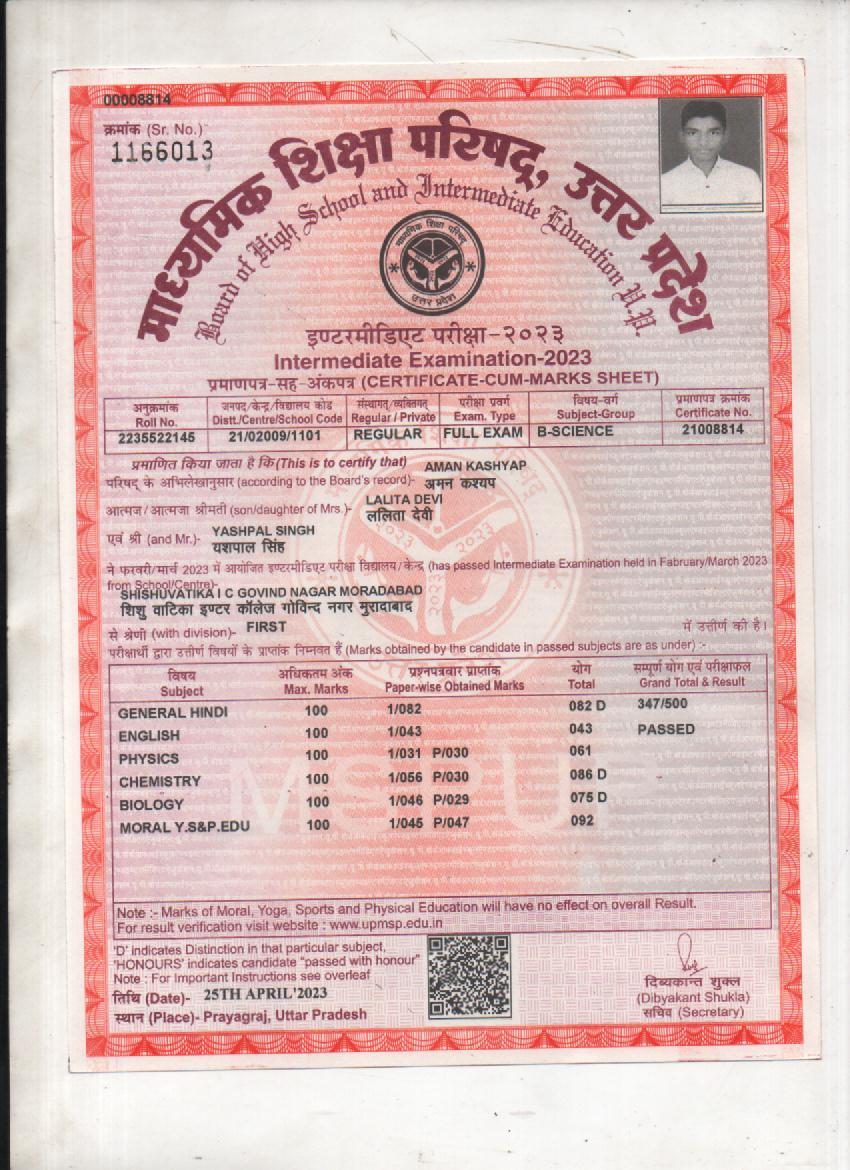 00008814
क्रमांक (Sr. No.)
1166013
माध्यमिक शिक्षा परिषद्, उत्तर प्रदेश
Board of High School and Intermediate Education U.P.
माध्यमिक शिक्षा परिषद्
उत्तर प्रदेश
इण्टरमीडिएट परीक्षा-२०२३
Intermediate Examination-2023
प्रमाणपत्र-सह-अंकपत्र (CERTIFICATE-CUM-MARKS SHEET)
अनुक्रमांक जनपद/केन्द्र/विद्यालय कोड संस्थागत/व्यक्तिगत परीक्षा प्रवर्ग विषय-वर्ग प्रमाणपत्र क्रमांक
Roll No. Distt./Centre/School Code Regular / Private Exam. Type Subject-Group Certificate No.
2235522145 21/02009/1101 REGULAR FULL EXAM B-SCIENCE 21008814
प्रमाणित किया जाता है कि (This is to certify that) AMAN KASHYAP
परिषद् के अभिलेखानुसार (according to the Board's record)- अमन कश्यप
LALITA DEVI
आत्मज/आत्मजा श्रीमती (son/daughter of Mrs.)- ललिता देवी
YASHPAL SINGH
एवं श्री (and Mr.)- यशपाल सिंह
ने फरवरी/मार्च 2023 में आयोजित इण्टरमीडिएट परीक्षा विद्यालय/केन्द्र (has passed Intermediate Examination held in Fabruary/March 2023
from School/Centre)-
SHISHUVATIKA I C GOVIND NAGAR MORADABAD
शिशु वाटिका इण्टर कॉलेज गोविन्द नगर मुरादाबाद
से श्रेणी (with division)- FIRST में उत्तीर्ण की है।
परीक्षार्थी द्वारा उत्तीर्ण विषयों के प्राप्तांक निम्नवत हैं (Marks obtained by the candidate in passed subjects are as under) :-
विषय अधिकतम अंक प्रश्नपत्रवार प्राप्तांक योग सम्पूर्ण योग एवं परीक्षाफल
Subject Max. Marks Paper-wise Obtained Marks Total Grand Total & Result
GENERAL HINDI 100 1/082 082 D 347/500
ENGLISH 100 1/043 043 PASSED
PHYSICS 100 1/031 P/030 061
CHEMISTRY 100 1/056 P/030 086 D
BIOLOGY 100 1/046 P/029 075 D
MORAL Y.S&P.EDU 100 1/045 P/047 092
Note :- Marks of Moral, Yoga, Sports and Physical Education will have no effect on overall Result.
For result verification visit website : www.upmsp.edu.in
'D' indicates Distinction in that particular subject,
'HONOURS' indicates candidate "passed with honour"
Note : For Important Instructions see overleaf
तिथि (Date)- 25TH APRIL'2023
स्थान (Place)- Prayagraj, Uttar Pradesh
दिब्यकान्त शुक्ल
(Dibyakant Shukla)
सचिव (Secretary)